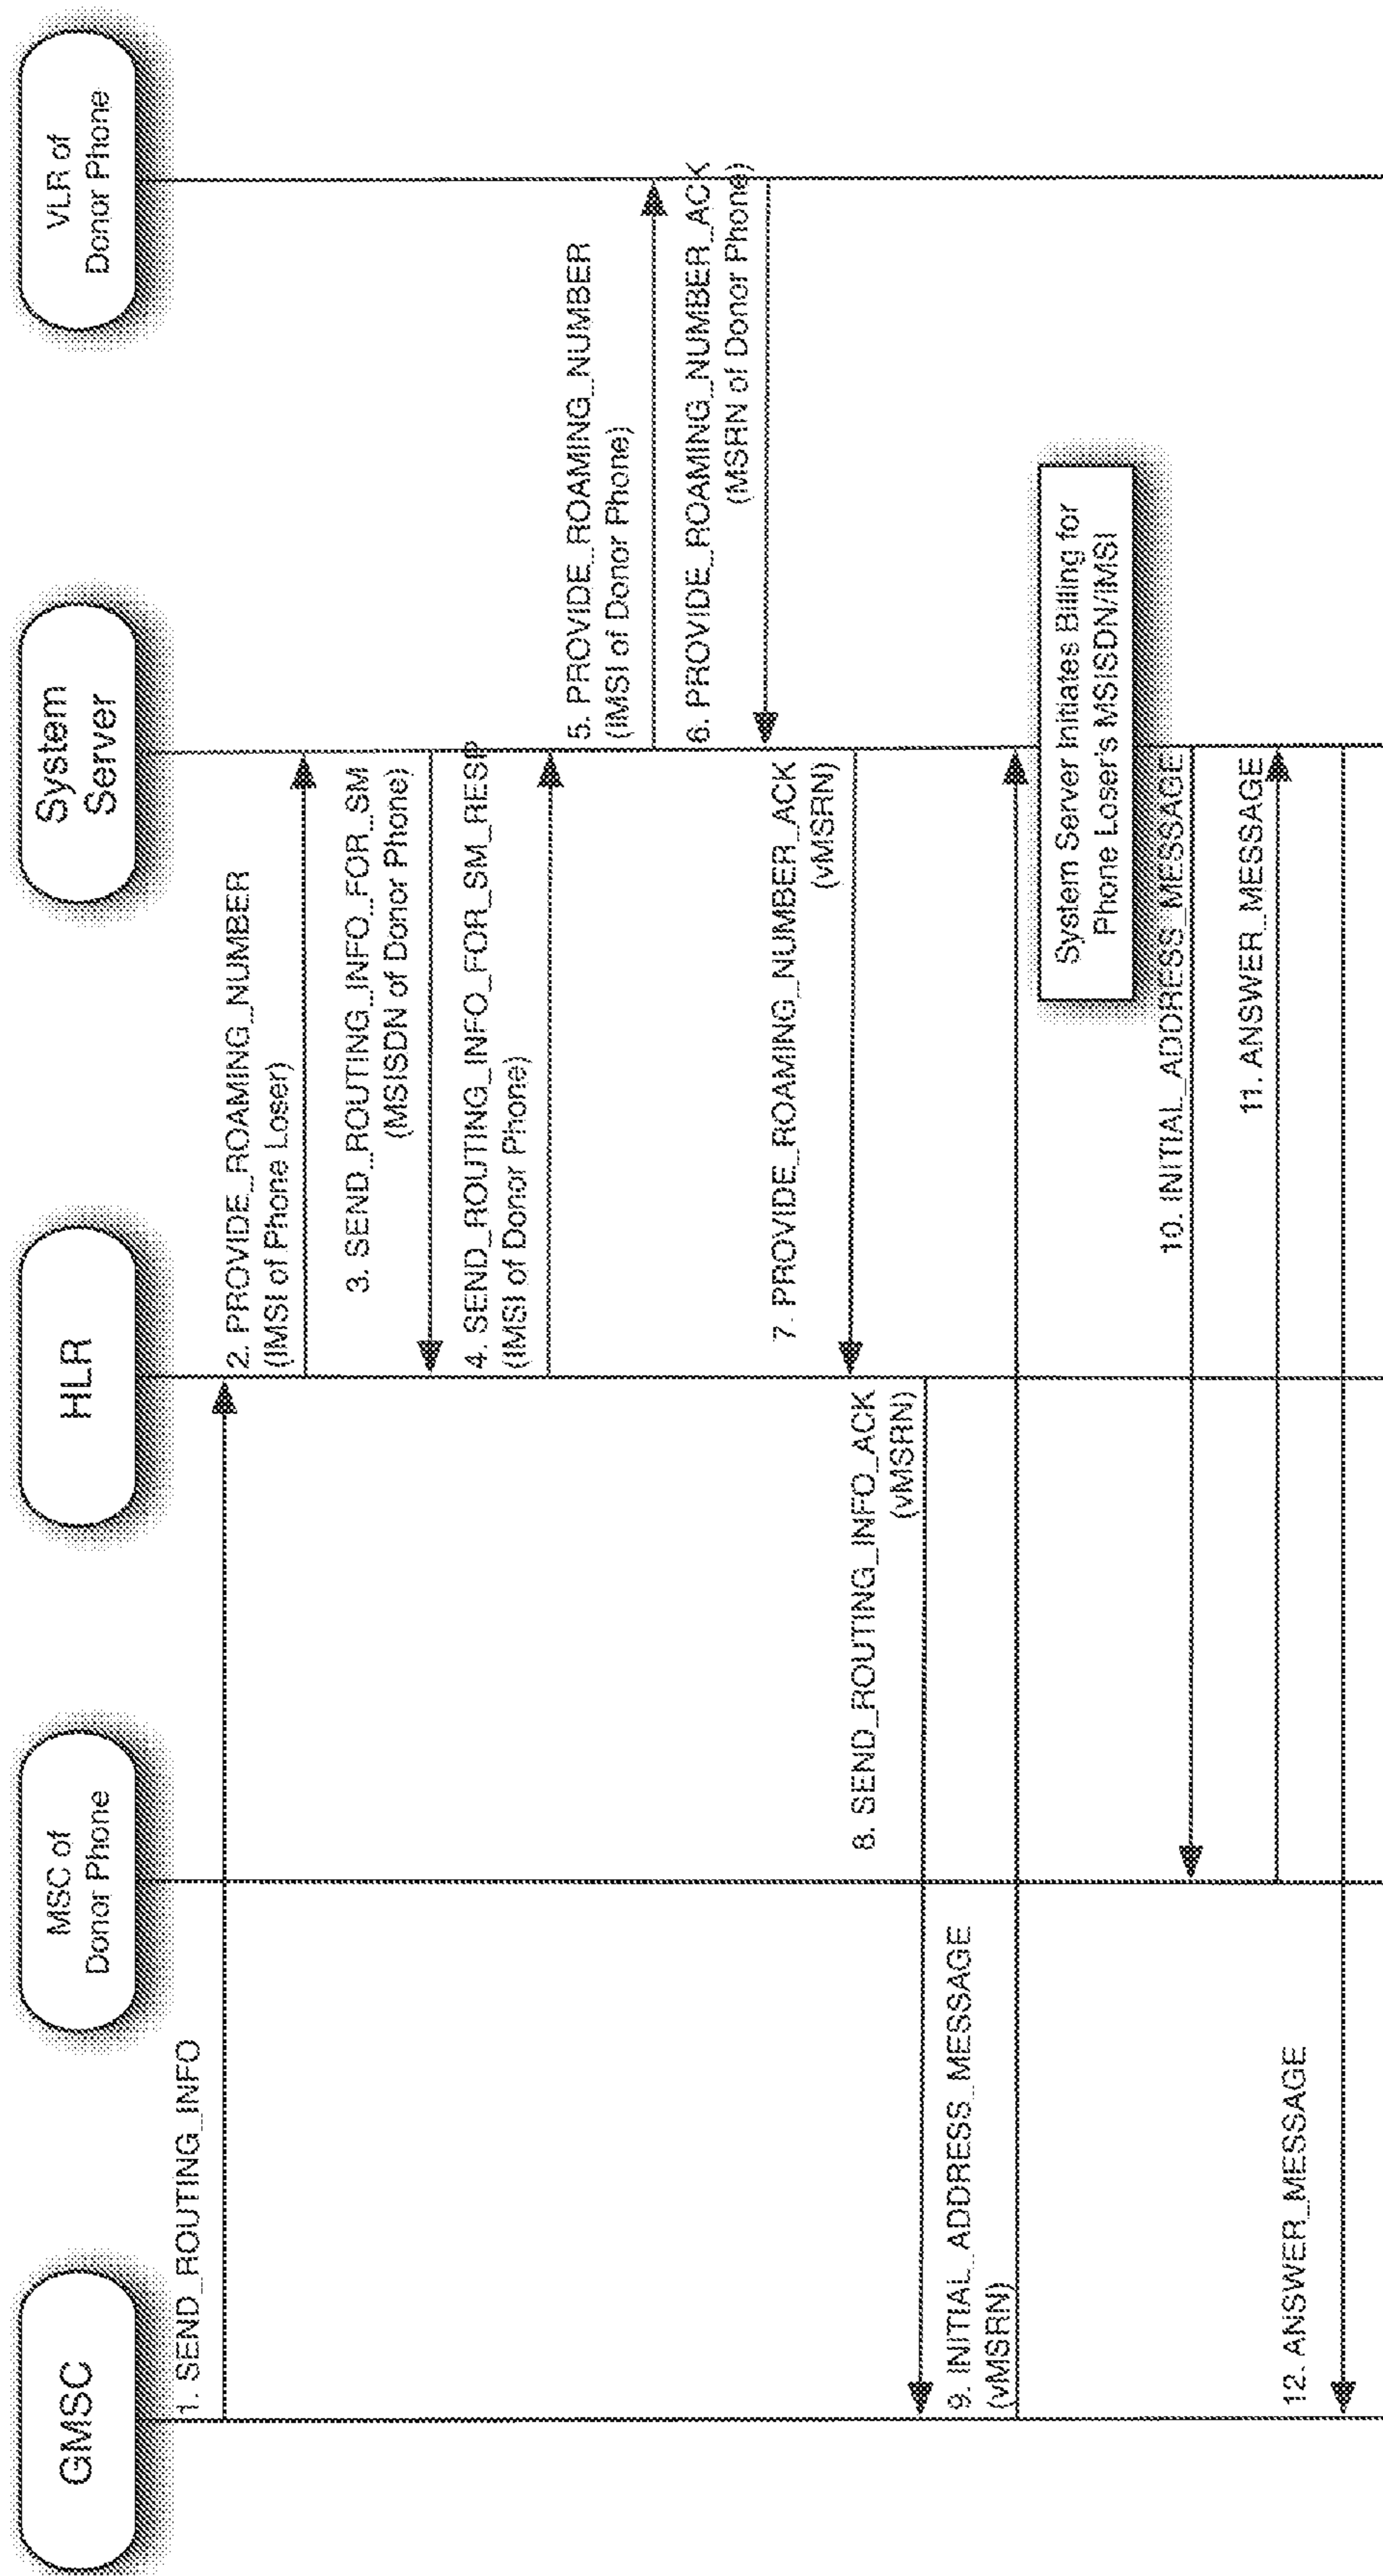 GMSC
MSC of
Donor Phone
HLR
System
Server
VLR of
Donor Phone
1. SEND_ROUTING_INFO
2. PROVIDE_ROAMING_NUMBER
(IMSI of Phone Loser)
3. SEND_ROUTING_INFO_FOR_SM
(MSISDN of Donor Phone)
4. SEND_ROUTING_INFO_FOR_SM_RESP
(IMSI of Donor Phone)
5. PROVIDE_ROAMING_NUMBER
(IMSI of Donor Phone)
6. PROVIDE_ROAMING_NUMBER_ACK
(MSRN of Donor Phone)
7. PROVIDE_ROAMING_NUMBER_ACK
(vMSRN)
8. SEND_ROUTING_INFO_ACK
(vMSRN)
9. INITIAL_ADDRESS_MESSAGE
(vMSRN)
System Server Initiates Billing for
Phone Loser's MSISDN/IMSI
10. INITIAL_ADDRESS_MESSAGE
11. ANSWER_MESSAGE
12. ANSWER_MESSAGE